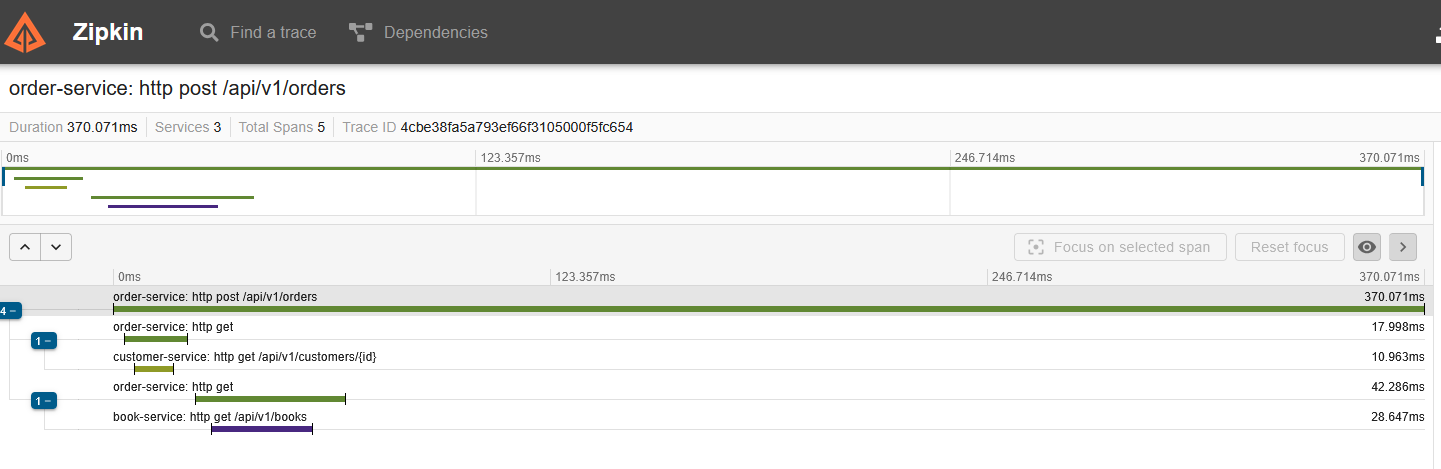 Zipkin Find a trace Dependencies
order-service: http post /api/v1/orders
Duration 370.071ms Services 3 Total Spans 5 Trace ID 4cbe38fa5a793ef66f3105000f5fc654
0ms 123.357ms 246.714ms 370.071ms
Focus on selected span Reset focus
0ms 123.357ms 246.714ms 370.071ms
order-service: http post /api/v1/orders 370.071ms
4 −
order-service: http get 17.998ms
1 −
customer-service: http get /api/v1/customers/{id} 10.963ms
order-service: http get 42.286ms
1 −
book-service: http get /api/v1/books 28.647ms